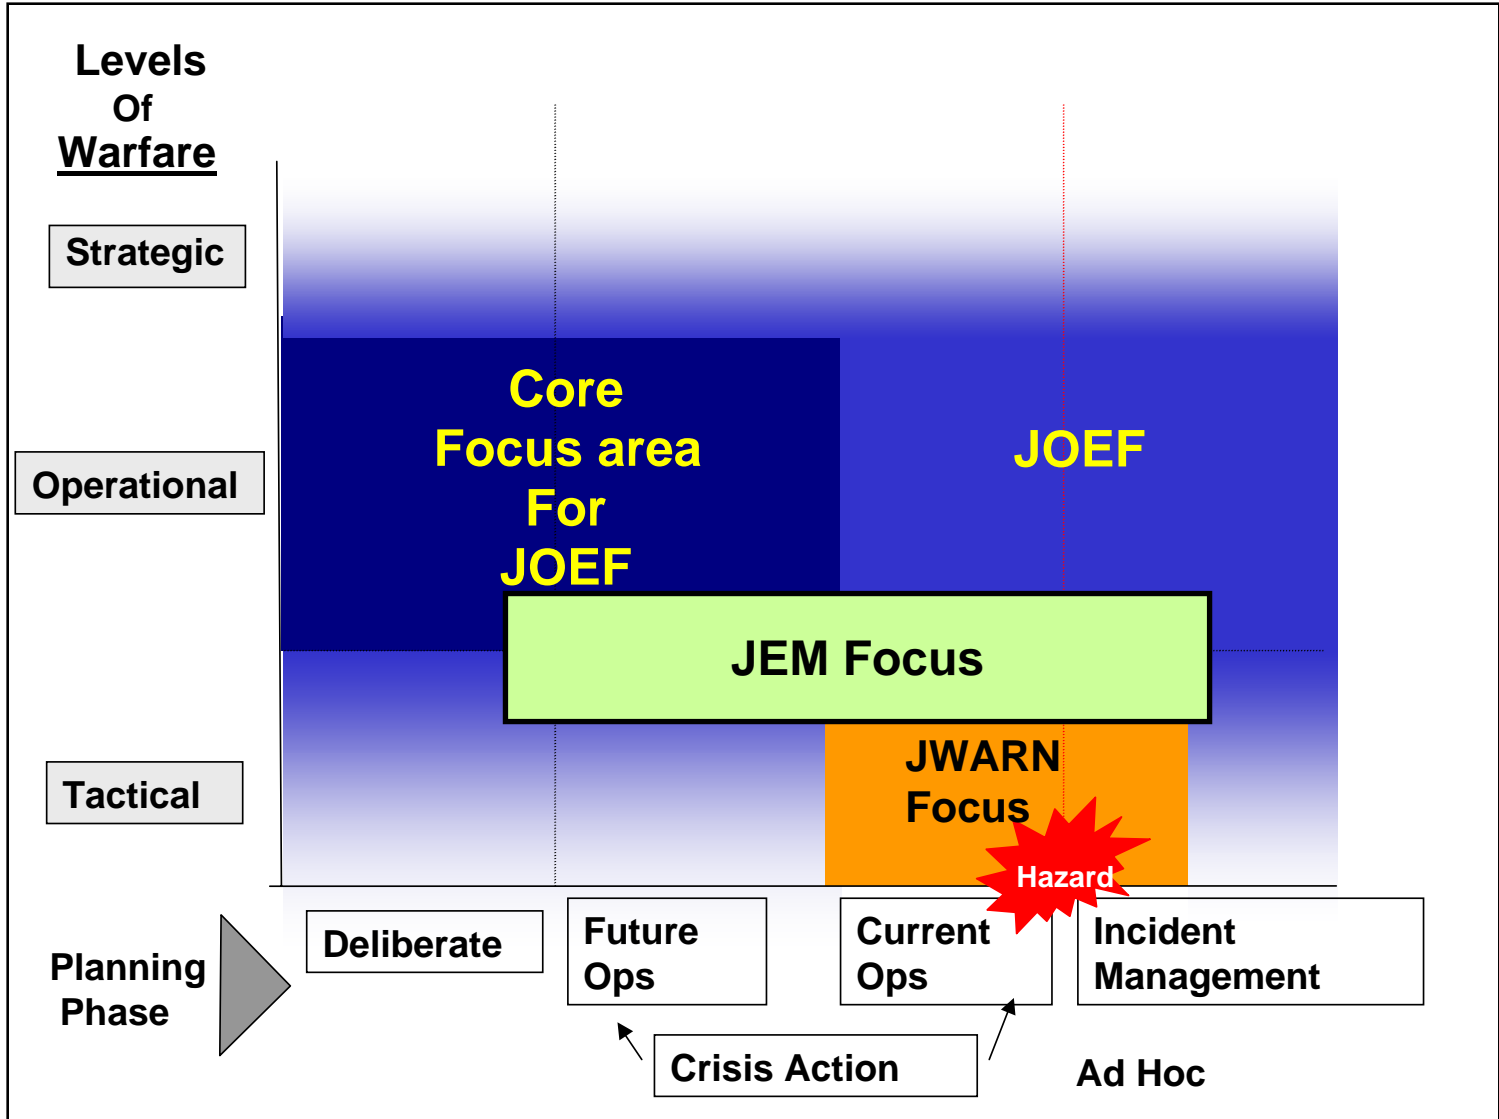 Levels
Of
Warfare
Strategic
Core
Focus area
For
JOEF
JOEF
Operational
JEM Focus
JWARN
Focus
Tactical
Hazard
Deliberate
Future
Ops
Current
Ops
Incident
Management
Planning
Phase
Crisis Action
Ad Hoc